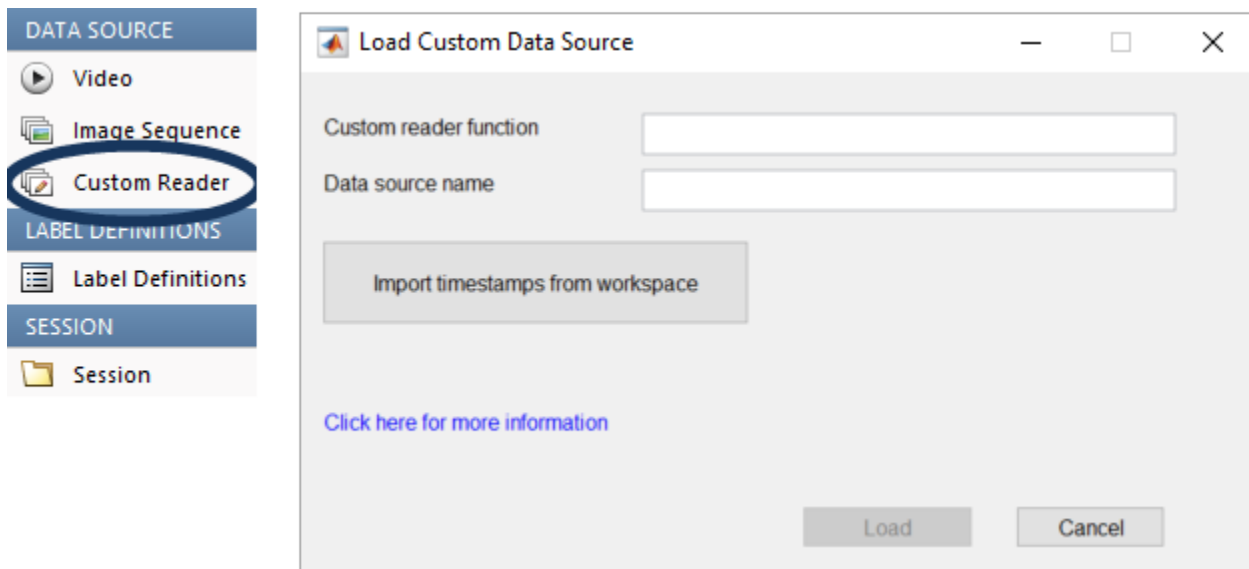 DATA SOURCE
Video
Image Sequence
Custom Reader
LABEL DEFINITIONS
Label Definitions
SESSION
Session
Load Custom Data Source
Custom reader function
Data source name
Import timestamps from workspace
Click here for more information
Load
Cancel